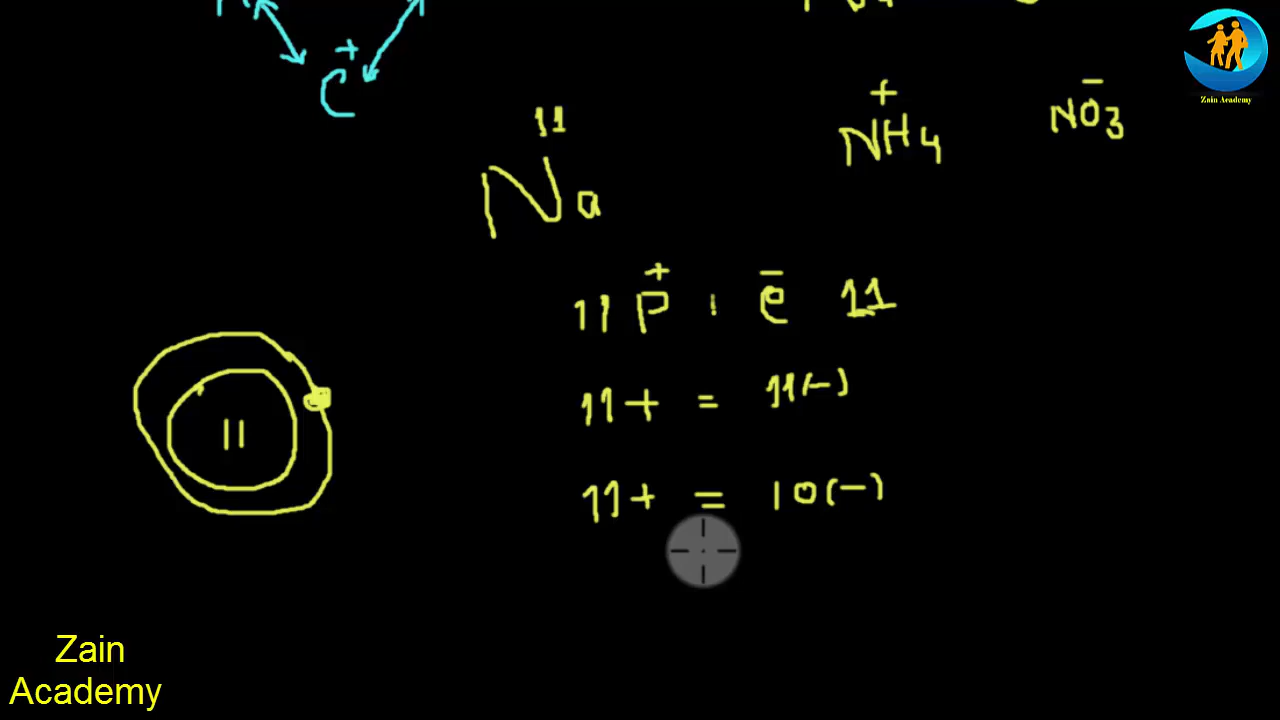 Zain Academy
+
C
11
Na
+
NH4
-
NO3
+ -
11 P , e 11
11+ = 11(-)
11
11+ = 10(-)
Zain
Academy